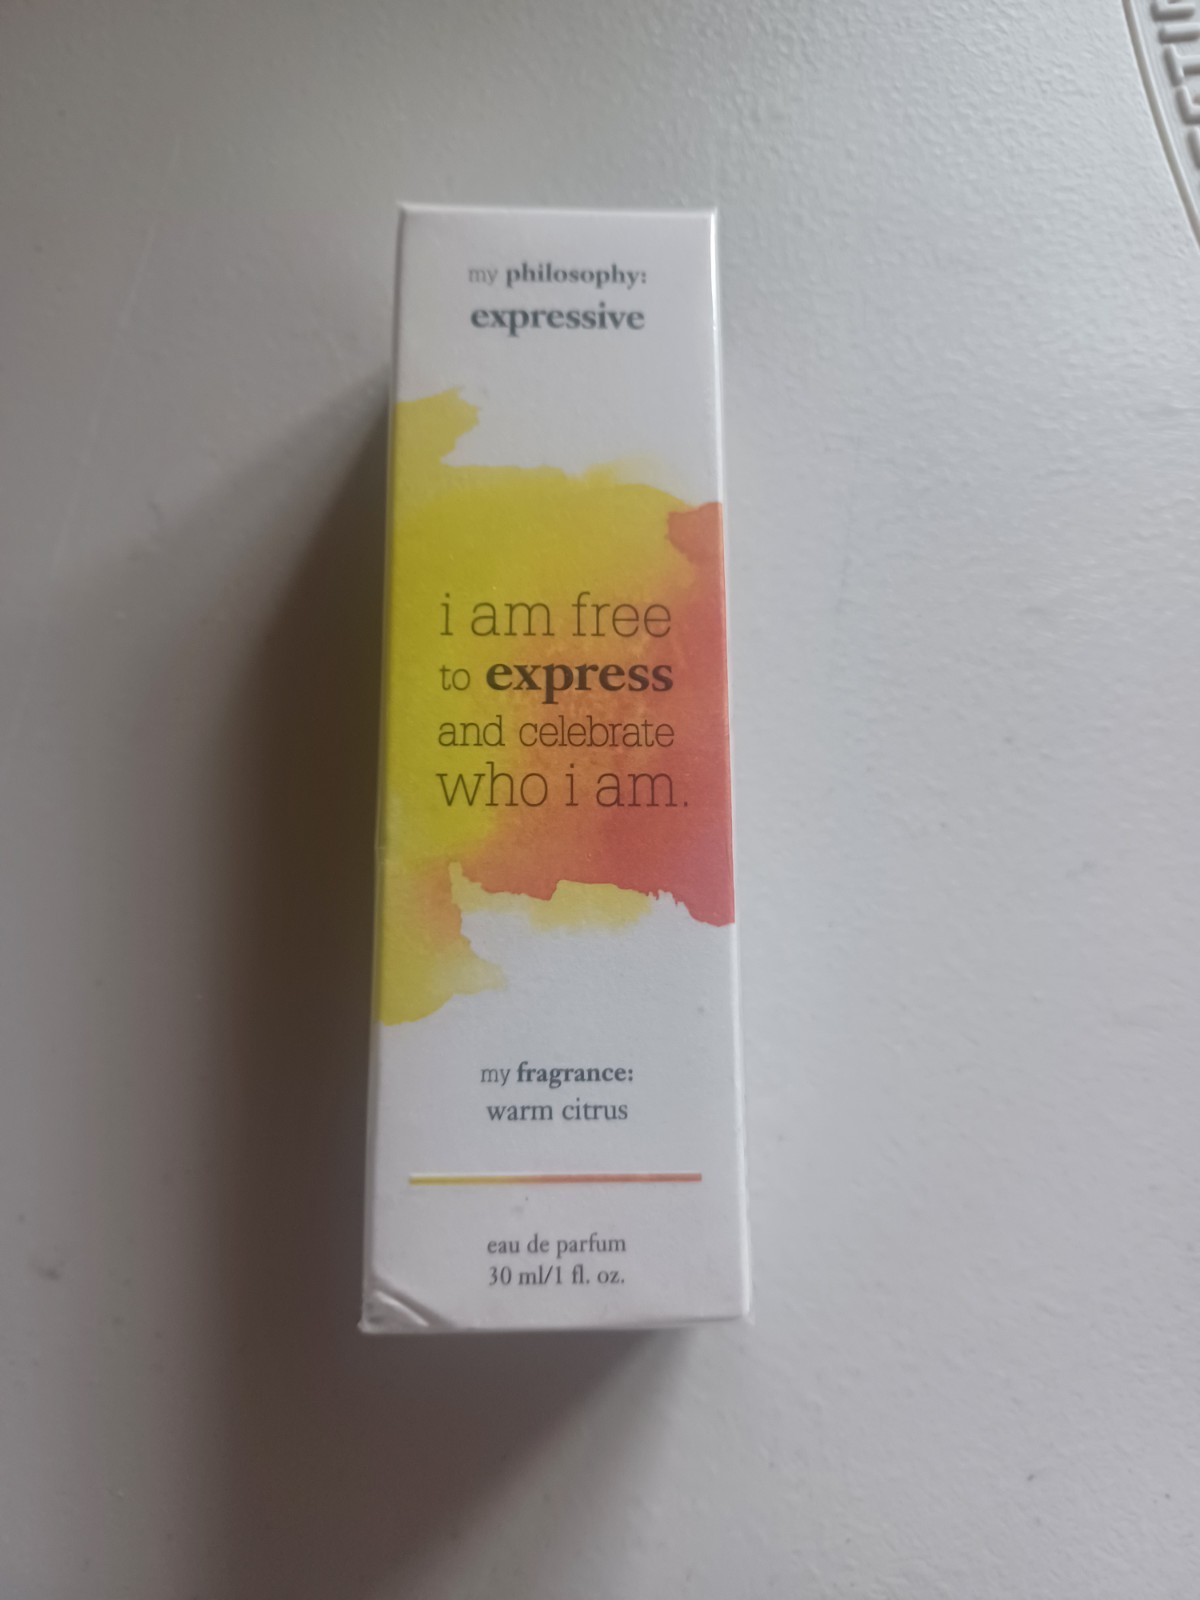 my philosophy:
expressive
i am free
to express
and celebrate
who i am.
my fragrance:
warm citrus
eau de parfum
30 ml/1 fl. oz.